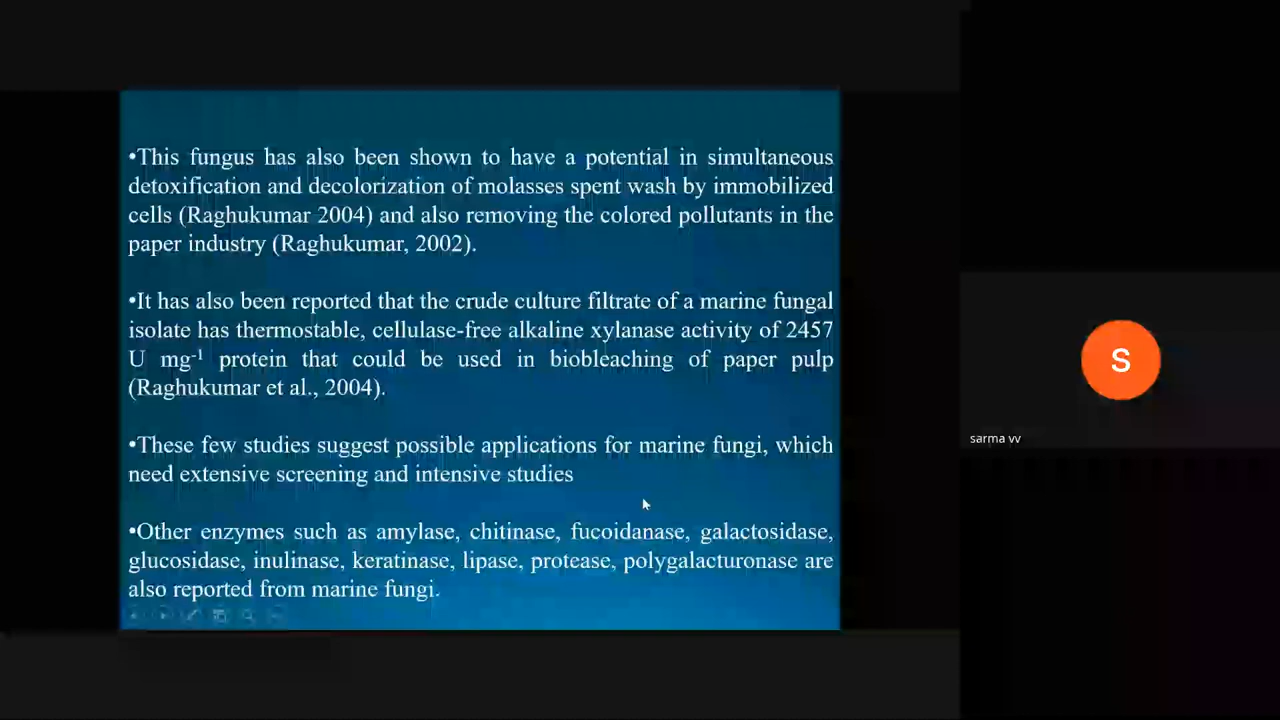 •This fungus has also been shown to have a potential in simultaneous
detoxification and decolorization of molasses spent wash by immobilized
cells (Raghukumar 2004) and also removing the colored pollutants in the
paper industry (Raghukumar, 2002).
•It has also been reported that the crude culture filtrate of a marine fungal
isolate has thermostable, cellulase-free alkaline xylanase activity of 2457
U mg-1 protein that could be used in biobleaching of paper pulp
(Raghukumar et al., 2004).
•These few studies suggest possible applications for marine fungi, which
need extensive screening and intensive studies
•Other enzymes such as amylase, chitinase, fucoidanase, galactosidase,
glucosidase, inulinase, keratinase, lipase, protease, polygalacturonase are
also reported from marine fungi.
S
sarma vv